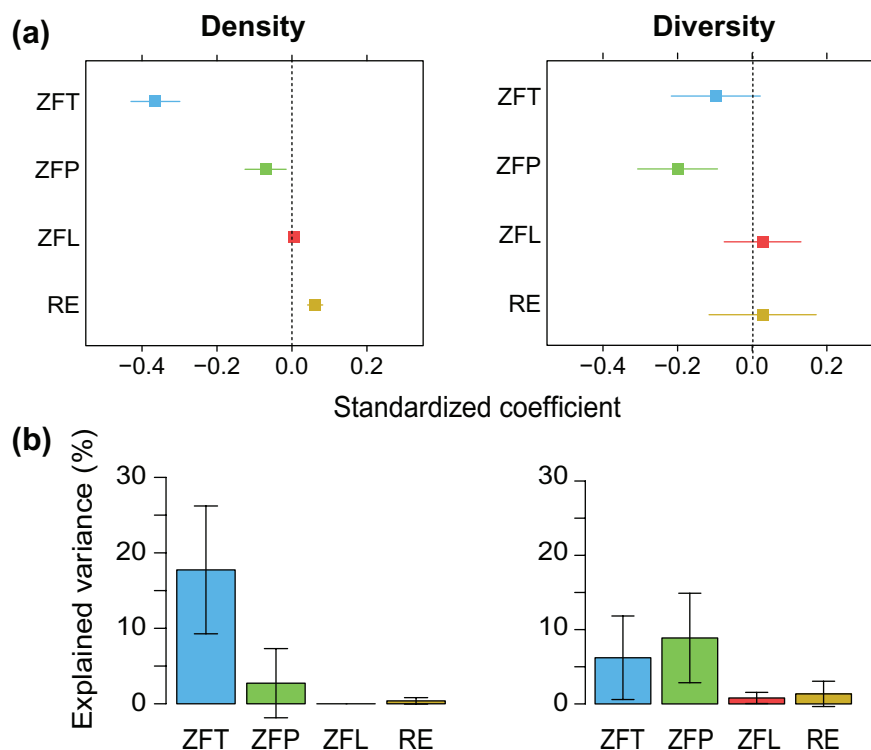 (a)
Density
Diversity
ZFT
ZFP
ZFL
RE
−0.4
−0.2
0.0
0.2
ZFT
ZFP
ZFL
RE
−0.4
−0.2
0.0
0.2
Standardized coefficient
(b)
Explained variance (%)
30
20
10
0
ZFT
ZFP
ZFL
RE
30
20
10
0
ZFT
ZFP
ZFL
RE